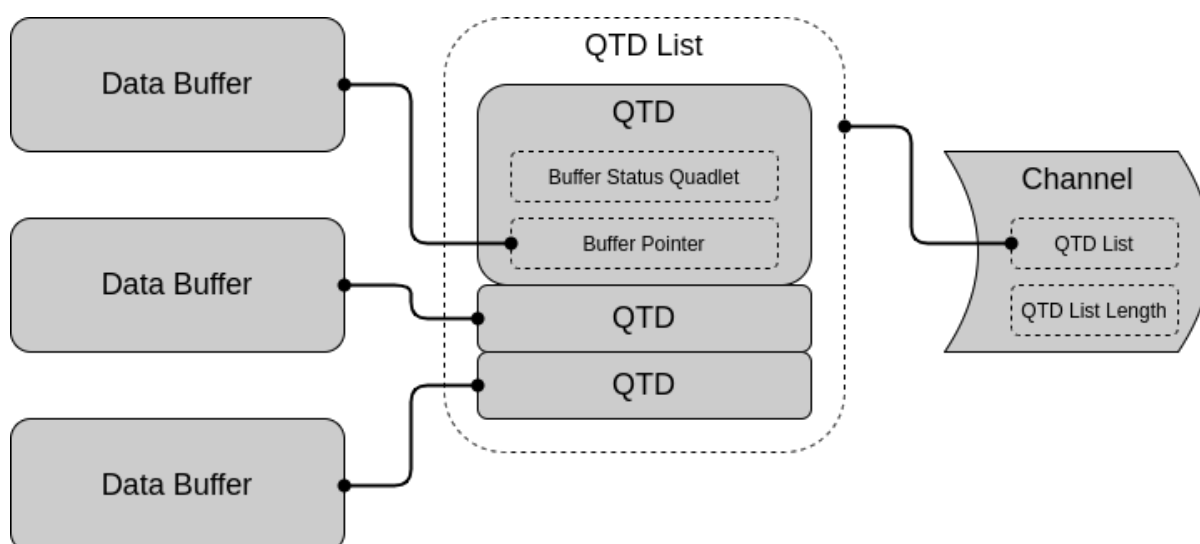 Data Buffer
Data Buffer
Data Buffer
QTD List
QTD
Buffer Status Quadlet
Buffer Pointer
QTD
QTD
Channel
QTD List
QTD List Length